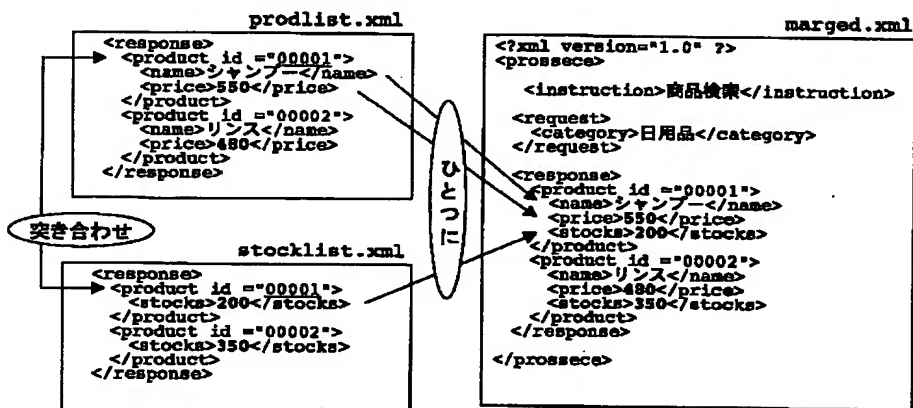 prodlist.xml
<response>
<product id ="00001">
<name>シャンプー</name>
<price>550</price>
</product>
<product id ="00002">
<name>リンス</name>
<price>480</price>
</product>
</response>
突き合わせ
stocklist.xml
<response>
<product id ="00001">
<stocks>200</stocks>
</product>
<product id ="00002">
<stocks>350</stocks>
</product>
</response>
ひとつに
marged.xml
<?xml version="1.0" ?>
<prossece>
<instruction>商品検索</instruction>
<request>
<category>日用品</category>
</request>
<response>
<product id ="00001">
<name>シャンプー</name>
<price>550</price>
<stocks>200</stocks>
</product>
<product id ="00002">
<name>リンス</name>
<price>480</price>
<stocks>350</stocks>
</product>
</response>
</prossece>